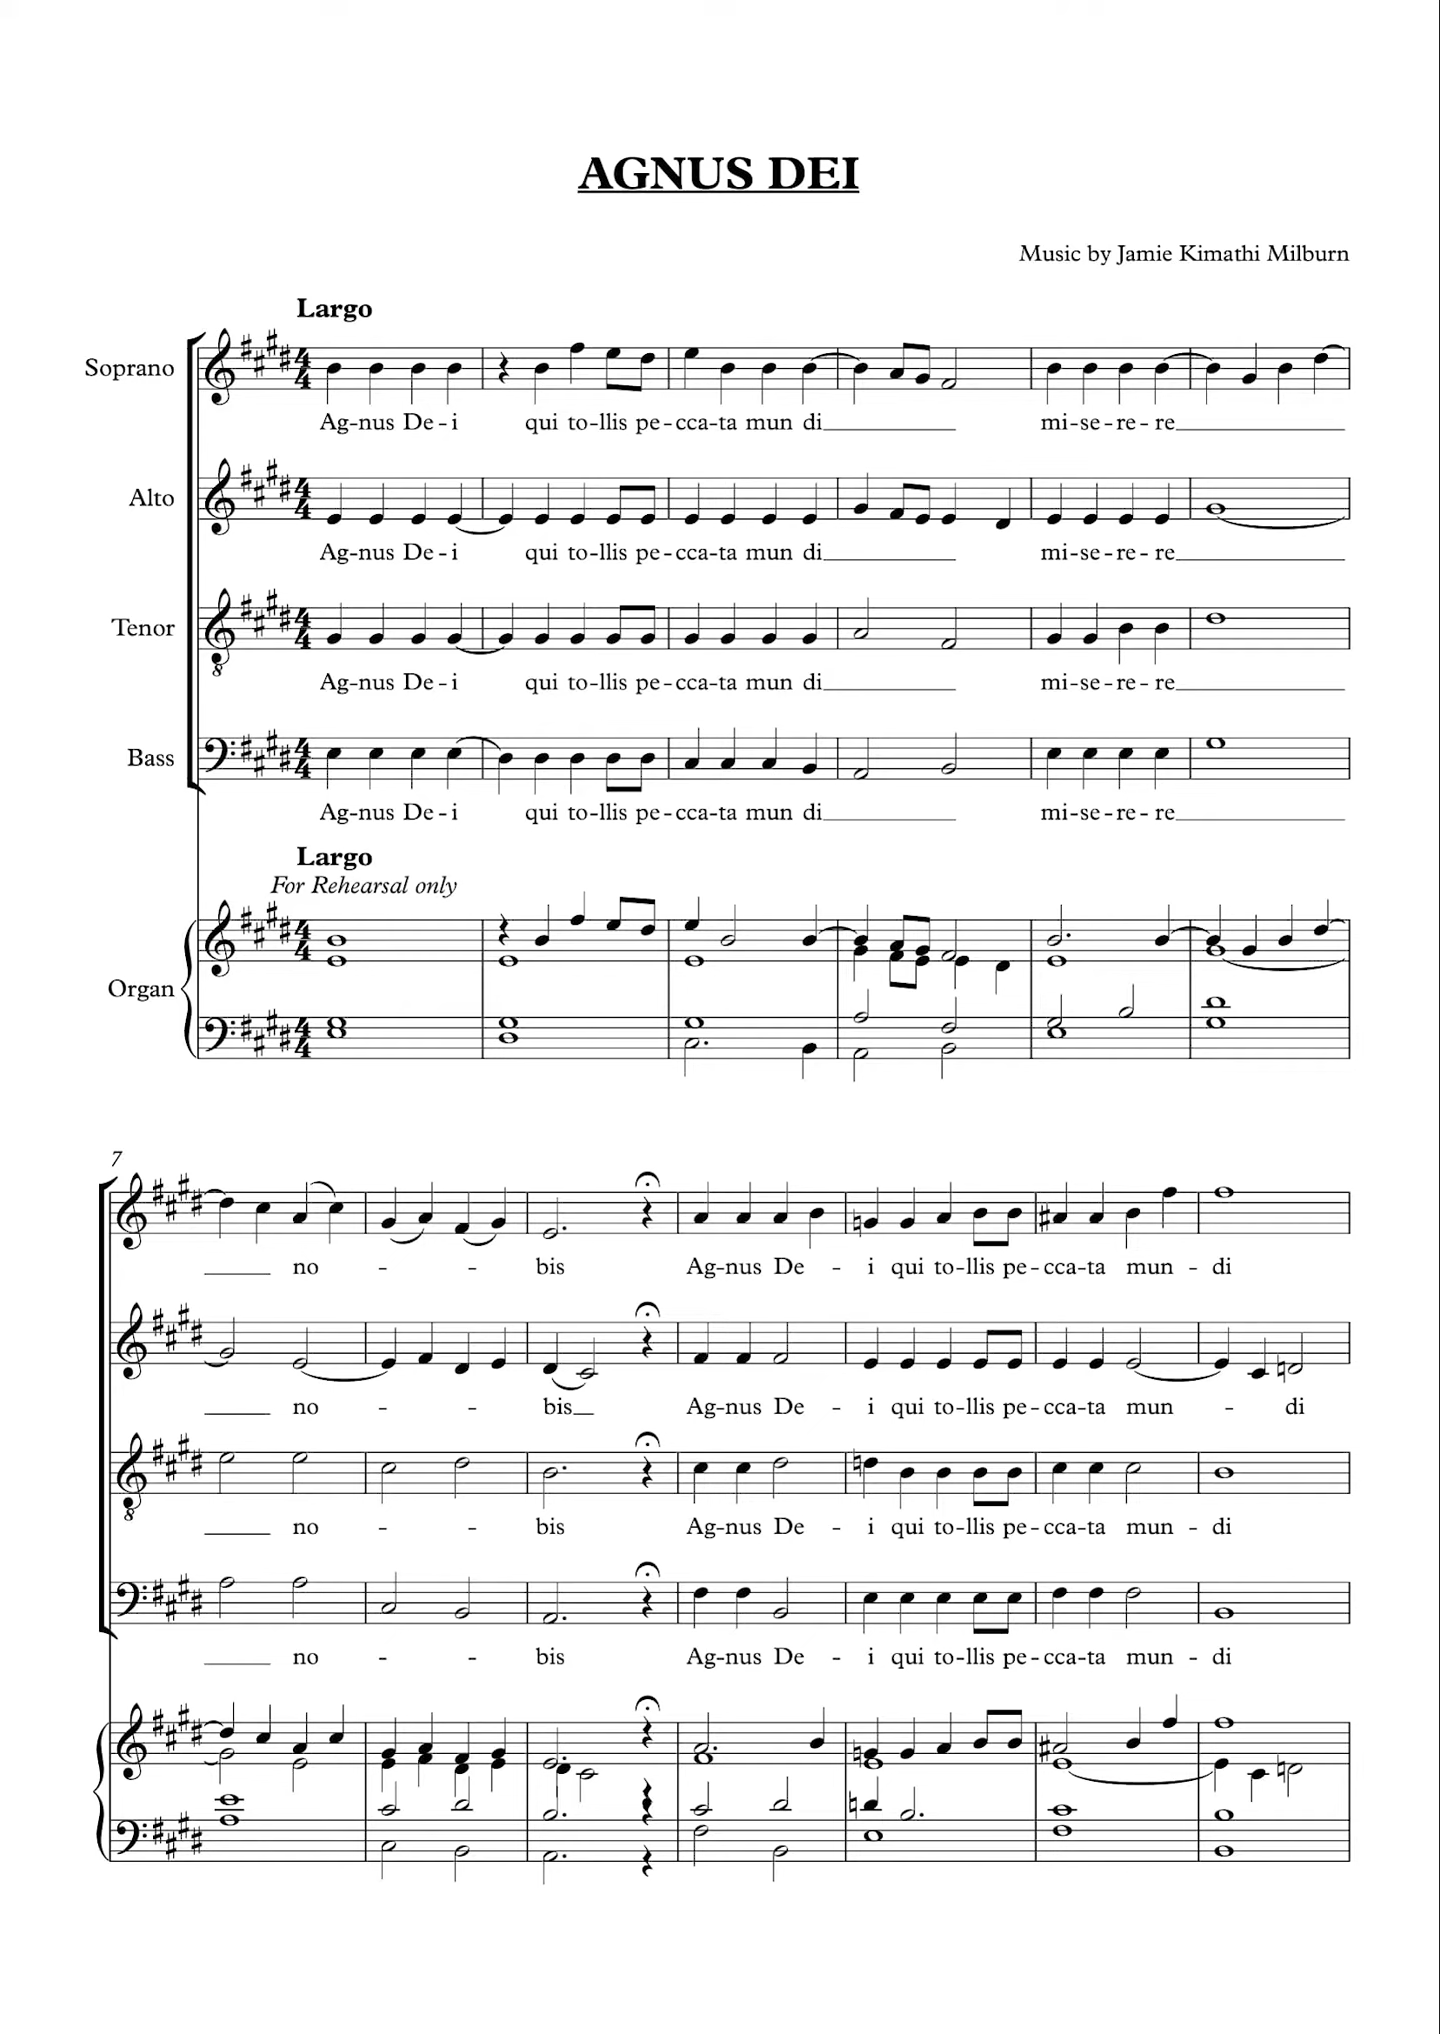 AGNUS DEI
Music by Jamie Kimathi Milburn
Largo
Soprano
Ag-nus De-i qui to-llis pe-cca-ta mun di mi-se-re-re
Alto
Ag-nus De-i qui to-llis pe-cca-ta mun di mi-se-re-re
Tenor
8
Ag-nus De-i qui to-llis pe-cca-ta mun di mi-se-re-re
Bass
Ag-nus De-i qui to-llis pe-cca-ta mun di mi-se-re-re
Largo
For Rehearsal only
Organ
7
no - - bis Ag-nus De - i qui to-llis pe-cca-ta mun - di
no - - bis Ag-nus De - i qui to-llis pe-cca-ta mun - di
8
no - - bis Ag-nus De - i qui to-llis pe-cca-ta mun - di
no - - bis Ag-nus De - i qui to-llis pe-cca-ta mun - di